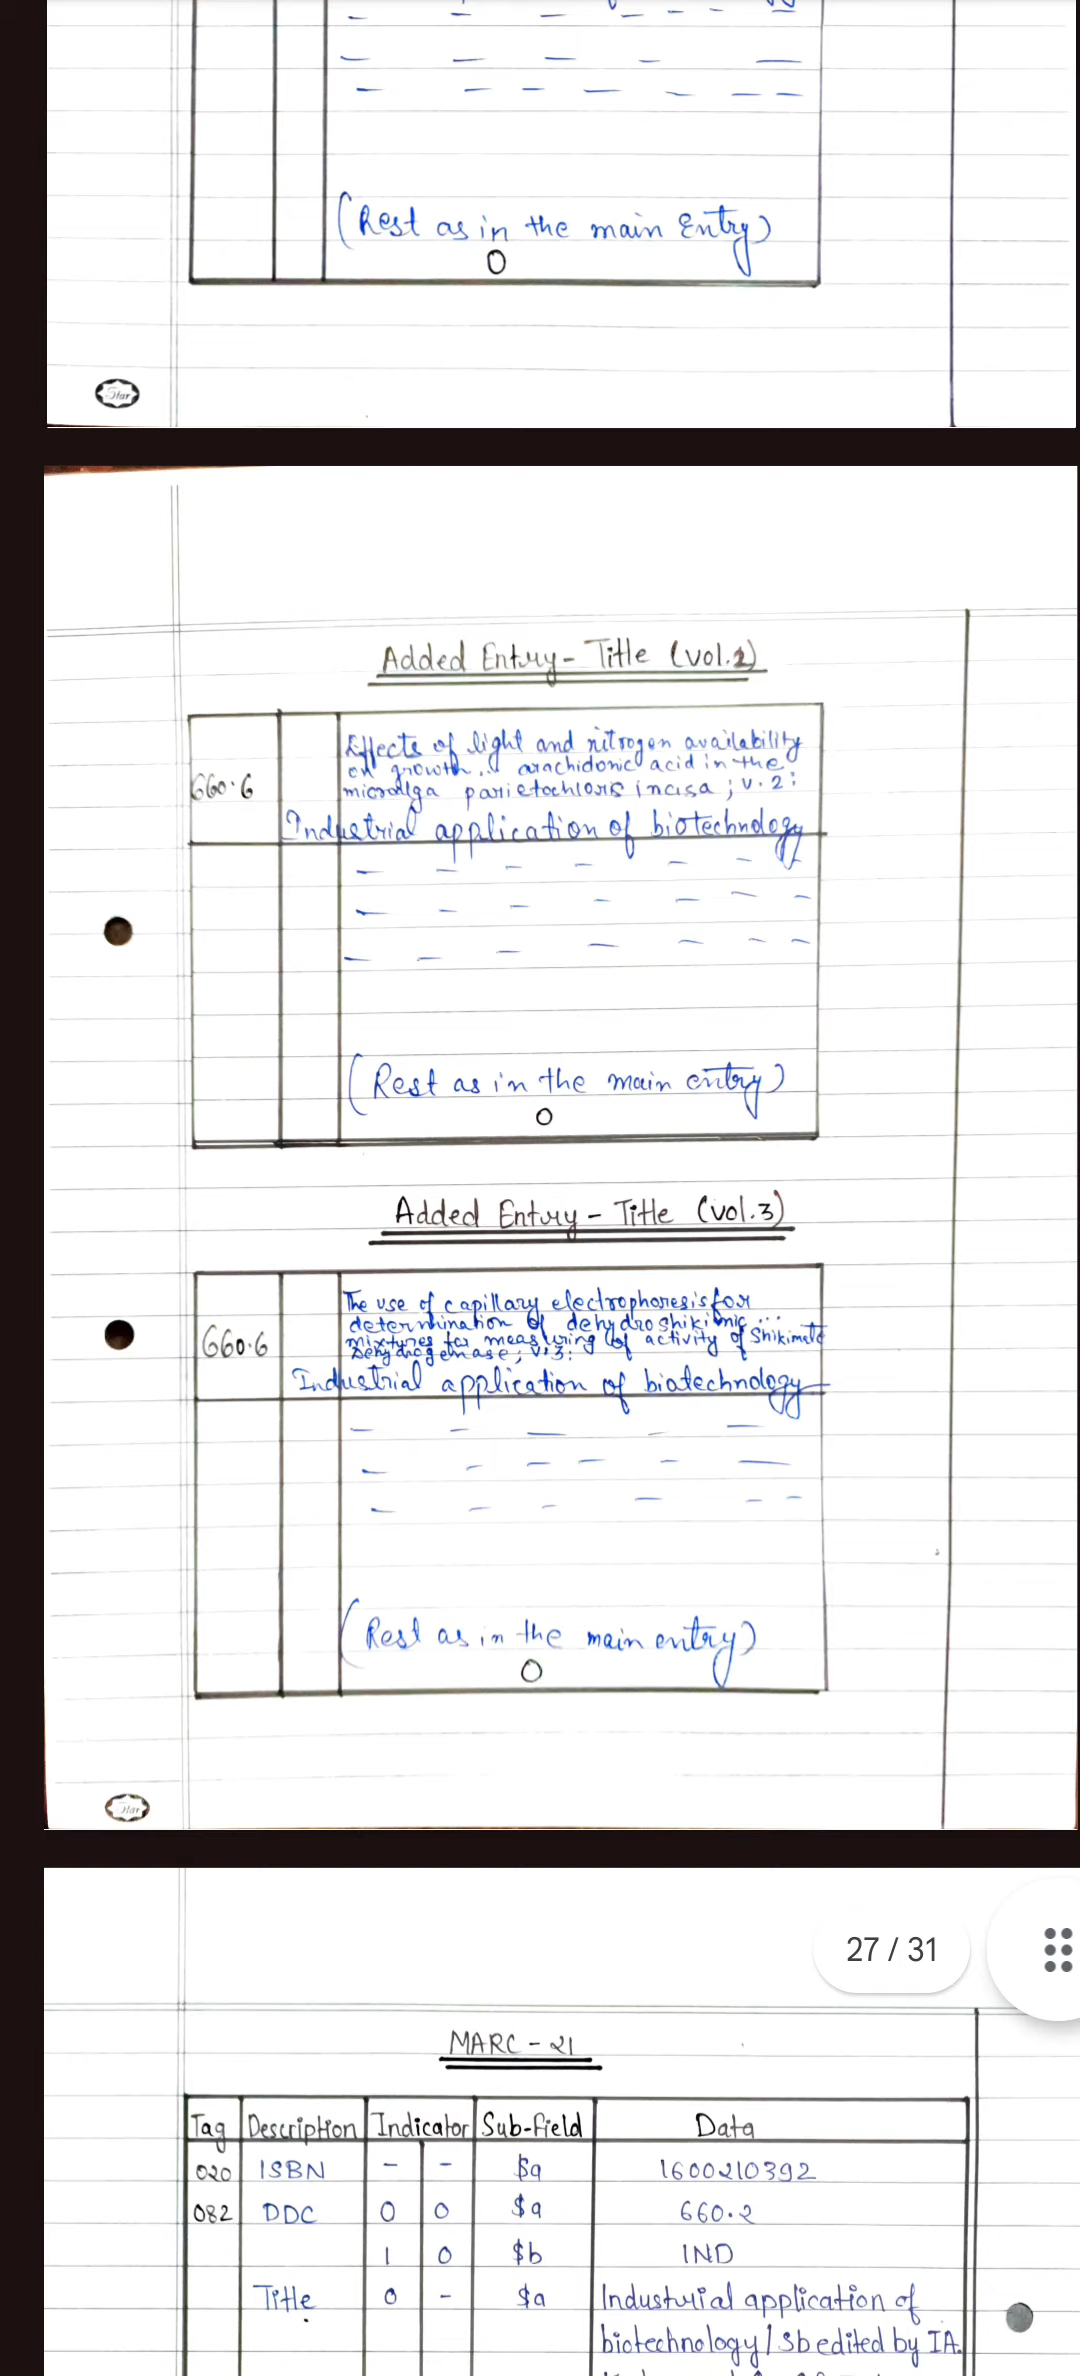 (Rest as in the main Entry)
Star
Added Entry - Title (vol.2)
Effects of light and nitrogen availability
on growth, arachidonic acid in the
660.6
microalga parietochloris incisa ; v. 2 :
Industrial application of biotechnology
(Rest as in the main entry)
Added Entry - Title (vol.3)
The use of capillary electrophoresis for
determination of dehydroshikimic ...
660.6
mixtures for measuring of activity of Shikimate
Dehydrogenase ; v. 3 :
Industrial application of biotechnology
(Rest as in the main entry)
Star
27 / 31
MARC - 21
Tag Description Indicator Sub-field Data
020 ISBN - - $a 1600210392
082 DDC 0 0 $a 660.2
1 0 $b IND
Title 0 - $a Industrial application of
biotechnology / $b edited by IA.